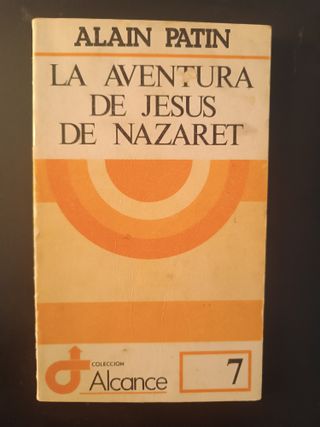 ALAIN PATIN
LA AVENTURA
DE JESUS
DE NAZARET
COLECCION
Alcance
7